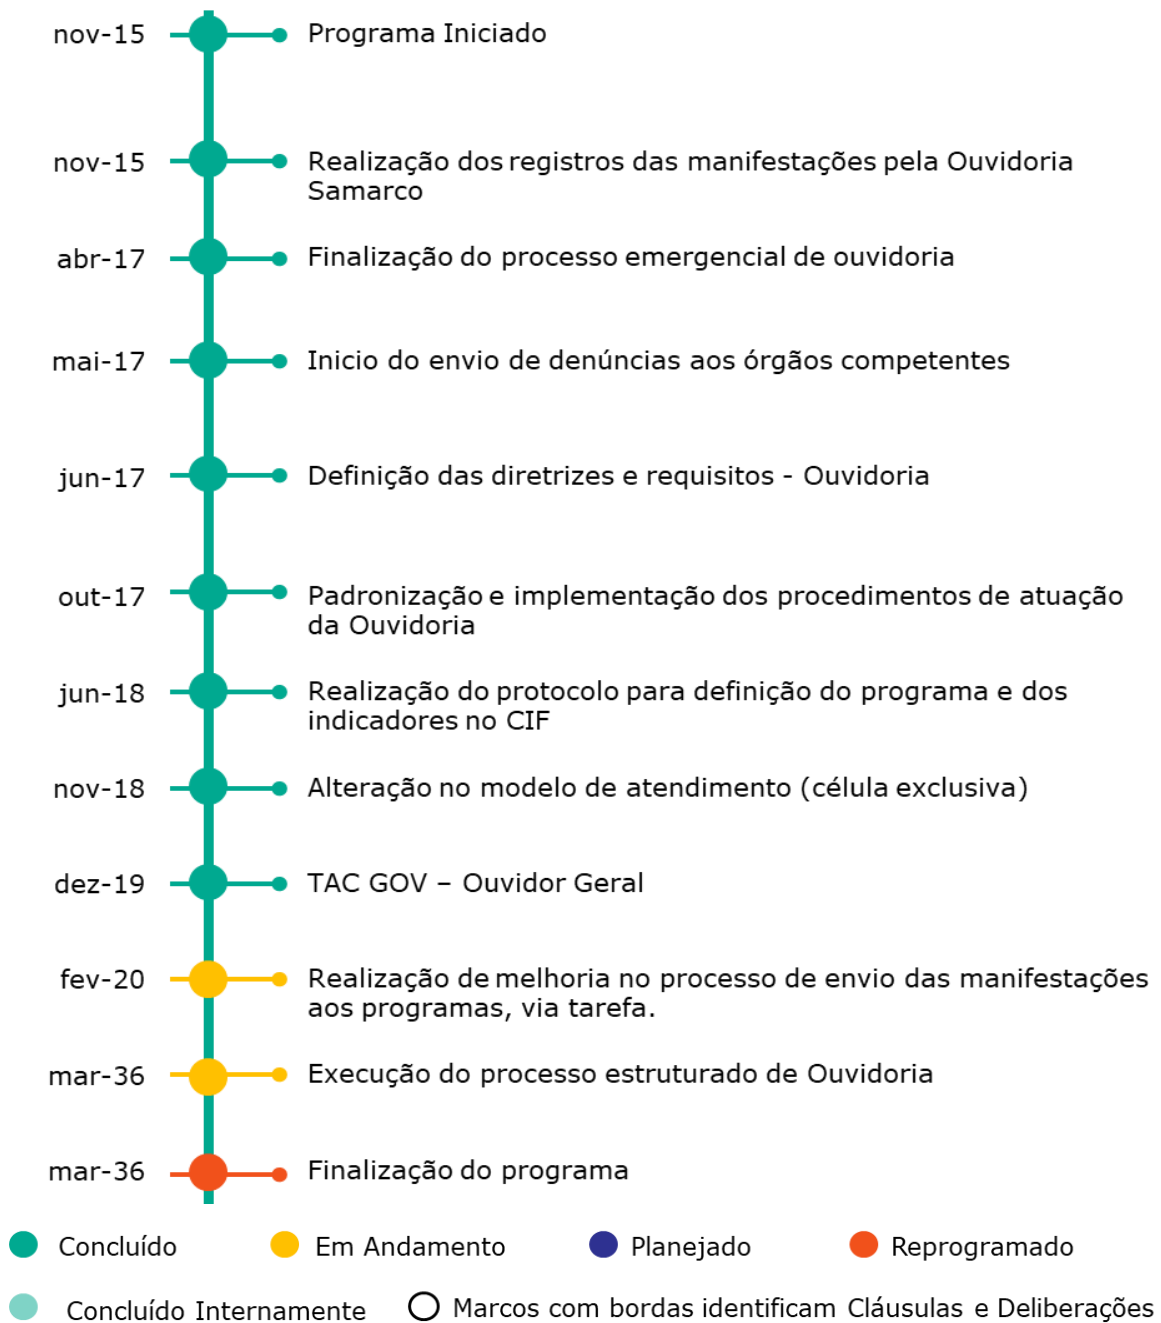 nov-15 Programa Iniciado
nov-15 Realização dos registros das manifestações pela Ouvidoria
Samarco
abr-17 Finalização do processo emergencial de ouvidoria
mai-17 Inicio do envio de denúncias aos órgãos competentes
jun-17 Definição das diretrizes e requisitos - Ouvidoria
out-17 Padronização e implementação dos procedimentos de atuação
da Ouvidoria
jun-18 Realização do protocolo para definição do programa e dos
indicadores no CIF
nov-18 Alteração no modelo de atendimento (célula exclusiva)
dez-19 TAC GOV – Ouvidor Geral
fev-20 Realização de melhoria no processo de envio das manifestações
aos programas, via tarefa.
mar-36 Execução do processo estruturado de Ouvidoria
mar-36 Finalização do programa
Concluído Em Andamento Planejado Reprogramado
Concluído Internamente Marcos com bordas identificam Cláusulas e Deliberações